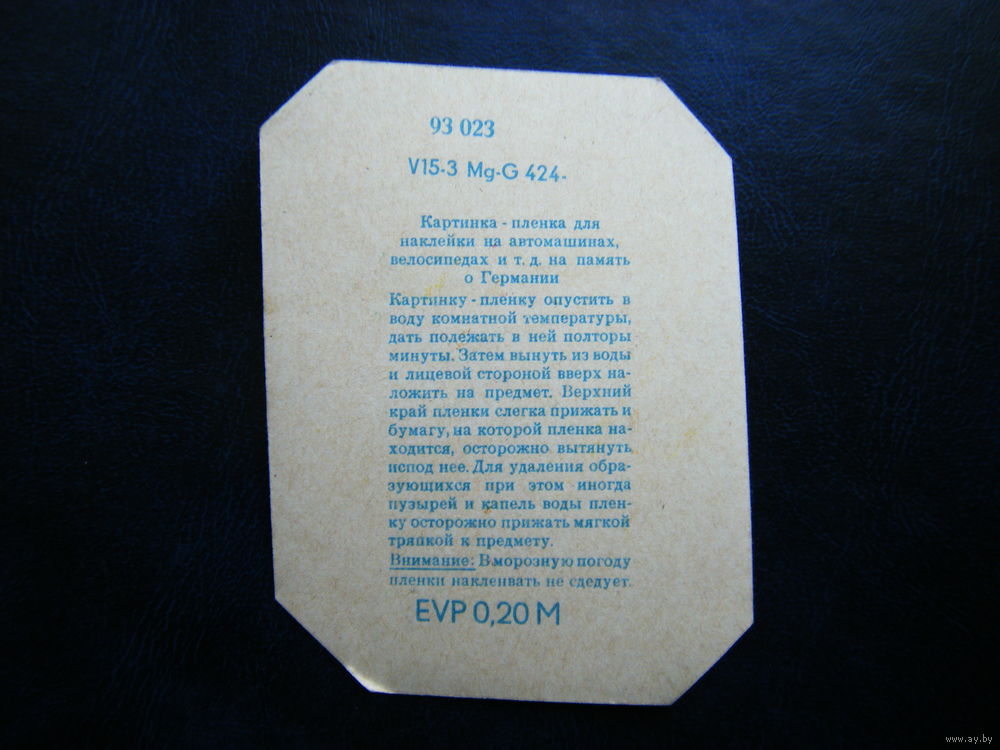 93 023
V15-3 Mg-G 424-
Картинка - пленка для
наклейки на автомашинах,
велосипедах и т. д. на память
о Германии
Картинку - пленку опустить в
воду комнатной температуры,
дать полежать в ней полторы
минуты. Затем вынуть из воды
и лицевой стороной вверх на-
ложить на предмет. Верхний
край пленки слегка прижать и
бумагу, на которой пленка на-
ходится, осторожно вытянуть
испод нее. Для удаления обра-
зующихся при этом иногда
пузырей и капель воды плен-
ку осторожно прижать мягкой
тряпкой к предмету.
Внимание: В морозную погоду
пленки наклеивать не сдедует.
EVP 0,20 M
www.ay.by